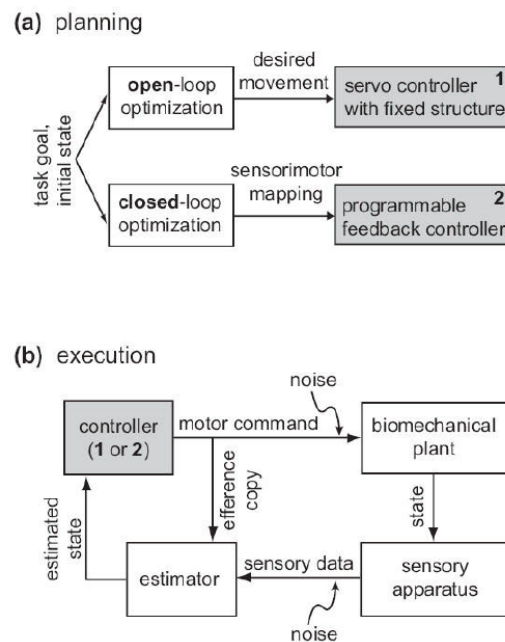 (a) planning
task goal,
initial state
open-loop
optimization
desired
movement
servo controller 1
with fixed structure
closed-loop
optimization
sensorimotor
mapping
programmable 2
feedback controller
(b) execution
controller
(1 or 2)
motor command
noise
biomechanical
plant
efference
copy
state
estimated
state
estimator
sensory data
noise
sensory
apparatus